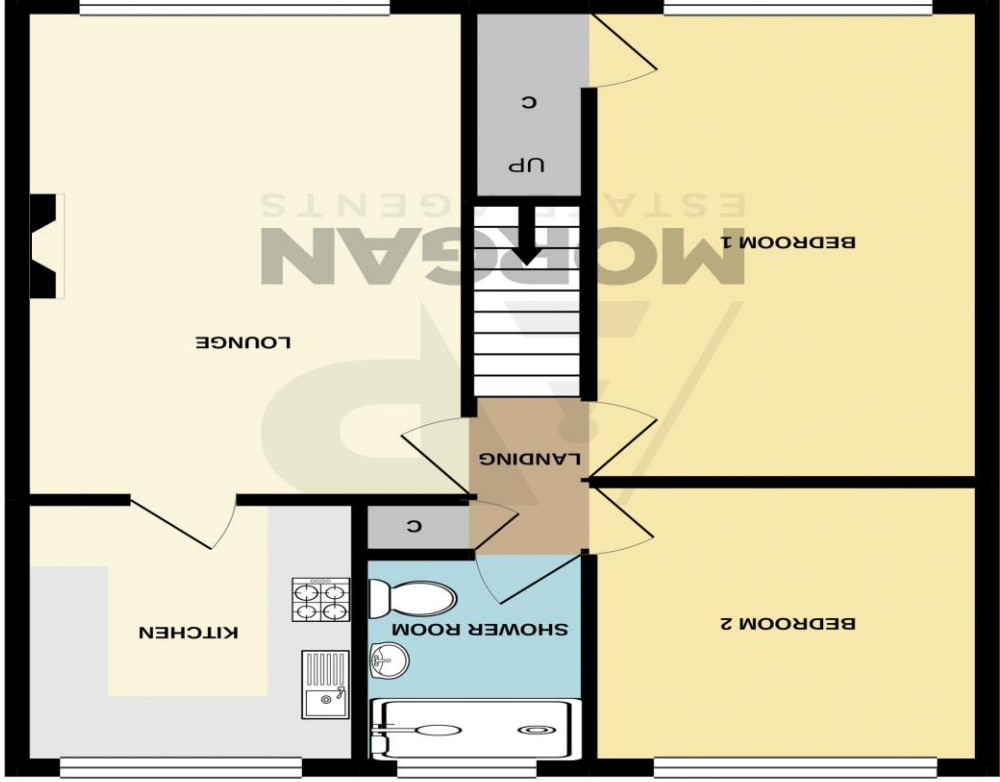 BEDROOM 2
SHOWER ROOM
KITCHEN
C
LANDING
LOUNGE
BEDROOM 1
MORGAN
ESTATE AGENTS
UP
C